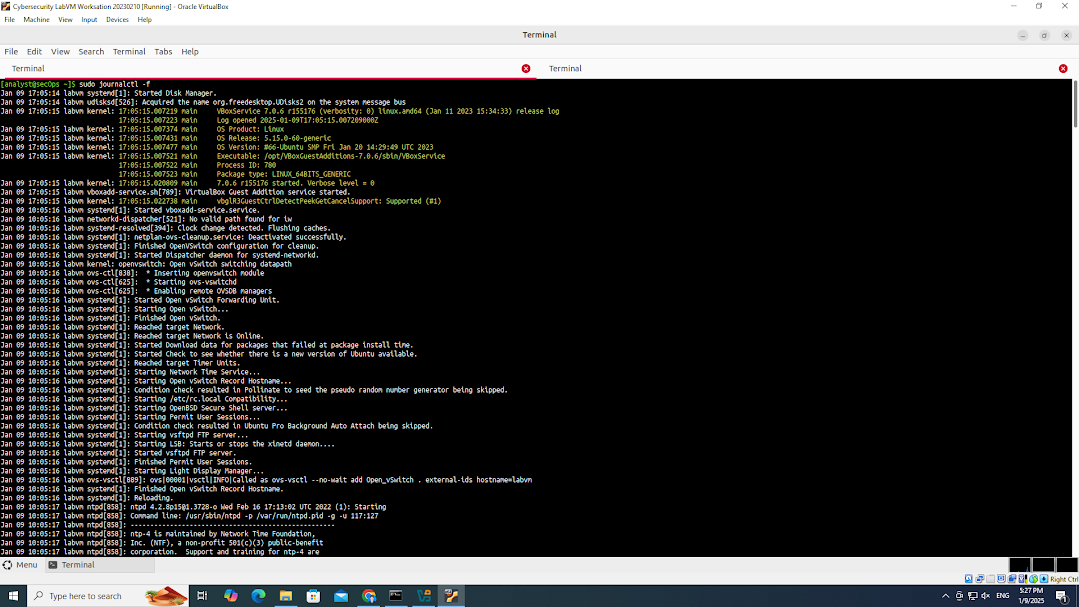 Cybersecurity LabVM Worksation 20230210 [Running] - Oracle VirtualBox
File Machine View Input Devices Help
Terminal
File Edit View Search Terminal Tabs Help
Terminal Terminal
[analyst@secOps ~]$ sudo journalctl -f
Jan 09 17:05:14 labvm systemd[1]: Started Disk Manager.
Jan 09 17:05:14 labvm udisksd[526]: Acquired the name org.freedesktop.UDisks2 on the system message bus
Jan 09 17:05:15 labvm kernel: 17:05:15.007219 main VBoxService 7.0.6 r155176 (verbosity: 0) linux.amd64 (Jan 11 2023 15:34:33) release log
17:05:15.007223 main Log opened 2025-01-09T17:05:15.007209000Z
Jan 09 17:05:15 labvm kernel: 17:05:15.007374 main OS Product: Linux
Jan 09 17:05:15 labvm kernel: 17:05:15.007431 main OS Release: 5.15.0-60-generic
Jan 09 17:05:15 labvm kernel: 17:05:15.007477 main OS Version: #66-Ubuntu SMP Fri Jan 20 14:29:49 UTC 2023
Jan 09 17:05:15 labvm kernel: 17:05:15.007521 main Executable: /opt/VBoxGuestAdditions-7.0.6/sbin/VBoxService
17:05:15.007522 main Process ID: 780
17:05:15.007523 main Package type: LINUX_64BITS_GENERIC
Jan 09 17:05:15 labvm kernel: 17:05:15.020809 main 7.0.6 r155176 started. Verbose level = 0
Jan 09 17:05:15 labvm vboxadd-service.sh[789]: VirtualBox Guest Addition service started.
Jan 09 17:05:15 labvm kernel: 17:05:15.022738 main vbglR3GuestCtrlDetectPeekGetCancelSupport: Supported (#1)
Jan 09 10:05:16 labvm systemd[1]: Started vboxadd-service.service.
Jan 09 10:05:16 labvm networkd-dispatcher[521]: No valid path found for iw
Jan 09 10:05:16 labvm systemd-resolved[394]: Clock change detected. Flushing caches.
Jan 09 10:05:16 labvm systemd[1]: netplan-ovs-cleanup.service: Deactivated successfully.
Jan 09 10:05:16 labvm systemd[1]: Finished OpenVSwitch configuration for cleanup.
Jan 09 10:05:16 labvm systemd[1]: Started Dispatcher daemon for systemd-networkd.
Jan 09 10:05:16 labvm kernel: openvswitch: Open vSwitch switching datapath
Jan 09 10:05:16 labvm ovs-ctl[838]: * Inserting openvswitch module
Jan 09 10:05:16 labvm ovs-ctl[625]: * Starting ovs-vswitchd
Jan 09 10:05:16 labvm ovs-ctl[625]: * Enabling remote OVSDB managers
Jan 09 10:05:16 labvm systemd[1]: Started Open vSwitch Forwarding Unit.
Jan 09 10:05:16 labvm systemd[1]: Starting Open vSwitch...
Jan 09 10:05:16 labvm systemd[1]: Finished Open vSwitch.
Jan 09 10:05:16 labvm systemd[1]: Reached target Network.
Jan 09 10:05:16 labvm systemd[1]: Reached target Network is Online.
Jan 09 10:05:16 labvm systemd[1]: Started Download data for packages that failed at package install time.
Jan 09 10:05:16 labvm systemd[1]: Started Check to see whether there is a new version of Ubuntu available.
Jan 09 10:05:16 labvm systemd[1]: Reached target Timer Units.
Jan 09 10:05:16 labvm systemd[1]: Starting Network Time Service...
Jan 09 10:05:16 labvm systemd[1]: Starting Open vSwitch Record Hostname...
Jan 09 10:05:16 labvm systemd[1]: Condition check resulted in Pollinate to seed the pseudo random number generator being skipped.
Jan 09 10:05:16 labvm systemd[1]: Starting /etc/rc.local Compatibility...
Jan 09 10:05:16 labvm systemd[1]: Starting OpenBSD Secure Shell server...
Jan 09 10:05:16 labvm systemd[1]: Starting Permit User Sessions...
Jan 09 10:05:16 labvm systemd[1]: Condition check resulted in Ubuntu Pro Background Auto Attach being skipped.
Jan 09 10:05:16 labvm systemd[1]: Starting vsftpd FTP server...
Jan 09 10:05:16 labvm systemd[1]: Starting LSB: Starts or stops the xinetd daemon....
Jan 09 10:05:16 labvm systemd[1]: Started vsftpd FTP server.
Jan 09 10:05:16 labvm systemd[1]: Finished Permit User Sessions.
Jan 09 10:05:16 labvm systemd[1]: Starting Light Display Manager...
Jan 09 10:05:16 labvm ovs-vsctl[889]: ovs|00001|vsctl|INFO|Called as ovs-vsctl --no-wait add Open_vSwitch . external-ids hostname=labvm
Jan 09 10:05:16 labvm systemd[1]: Finished Open vSwitch Record Hostname.
Jan 09 10:05:16 labvm systemd[1]: Reloading.
Jan 09 10:05:17 labvm ntpd[858]: ntpd 4.2.8p15@1.3728-o Wed Feb 16 17:13:02 UTC 2022 (1): Starting
Jan 09 10:05:17 labvm ntpd[858]: Command line: /usr/sbin/ntpd -p /var/run/ntpd.pid -g -u 117:127
Jan 09 10:05:17 labvm ntpd[858]: ----------------------------------------------------
Jan 09 10:05:17 labvm ntpd[858]: ntp-4 is maintained by Network Time Foundation,
Jan 09 10:05:17 labvm ntpd[858]: Inc. (NTF), a non-profit 501(c)(3) public-benefit
Jan 09 10:05:17 labvm ntpd[858]: corporation. Support and training for ntp-4 are
Menu Terminal
Right Ctrl
Type here to search
ENG
5:27 PM
1/9/2025